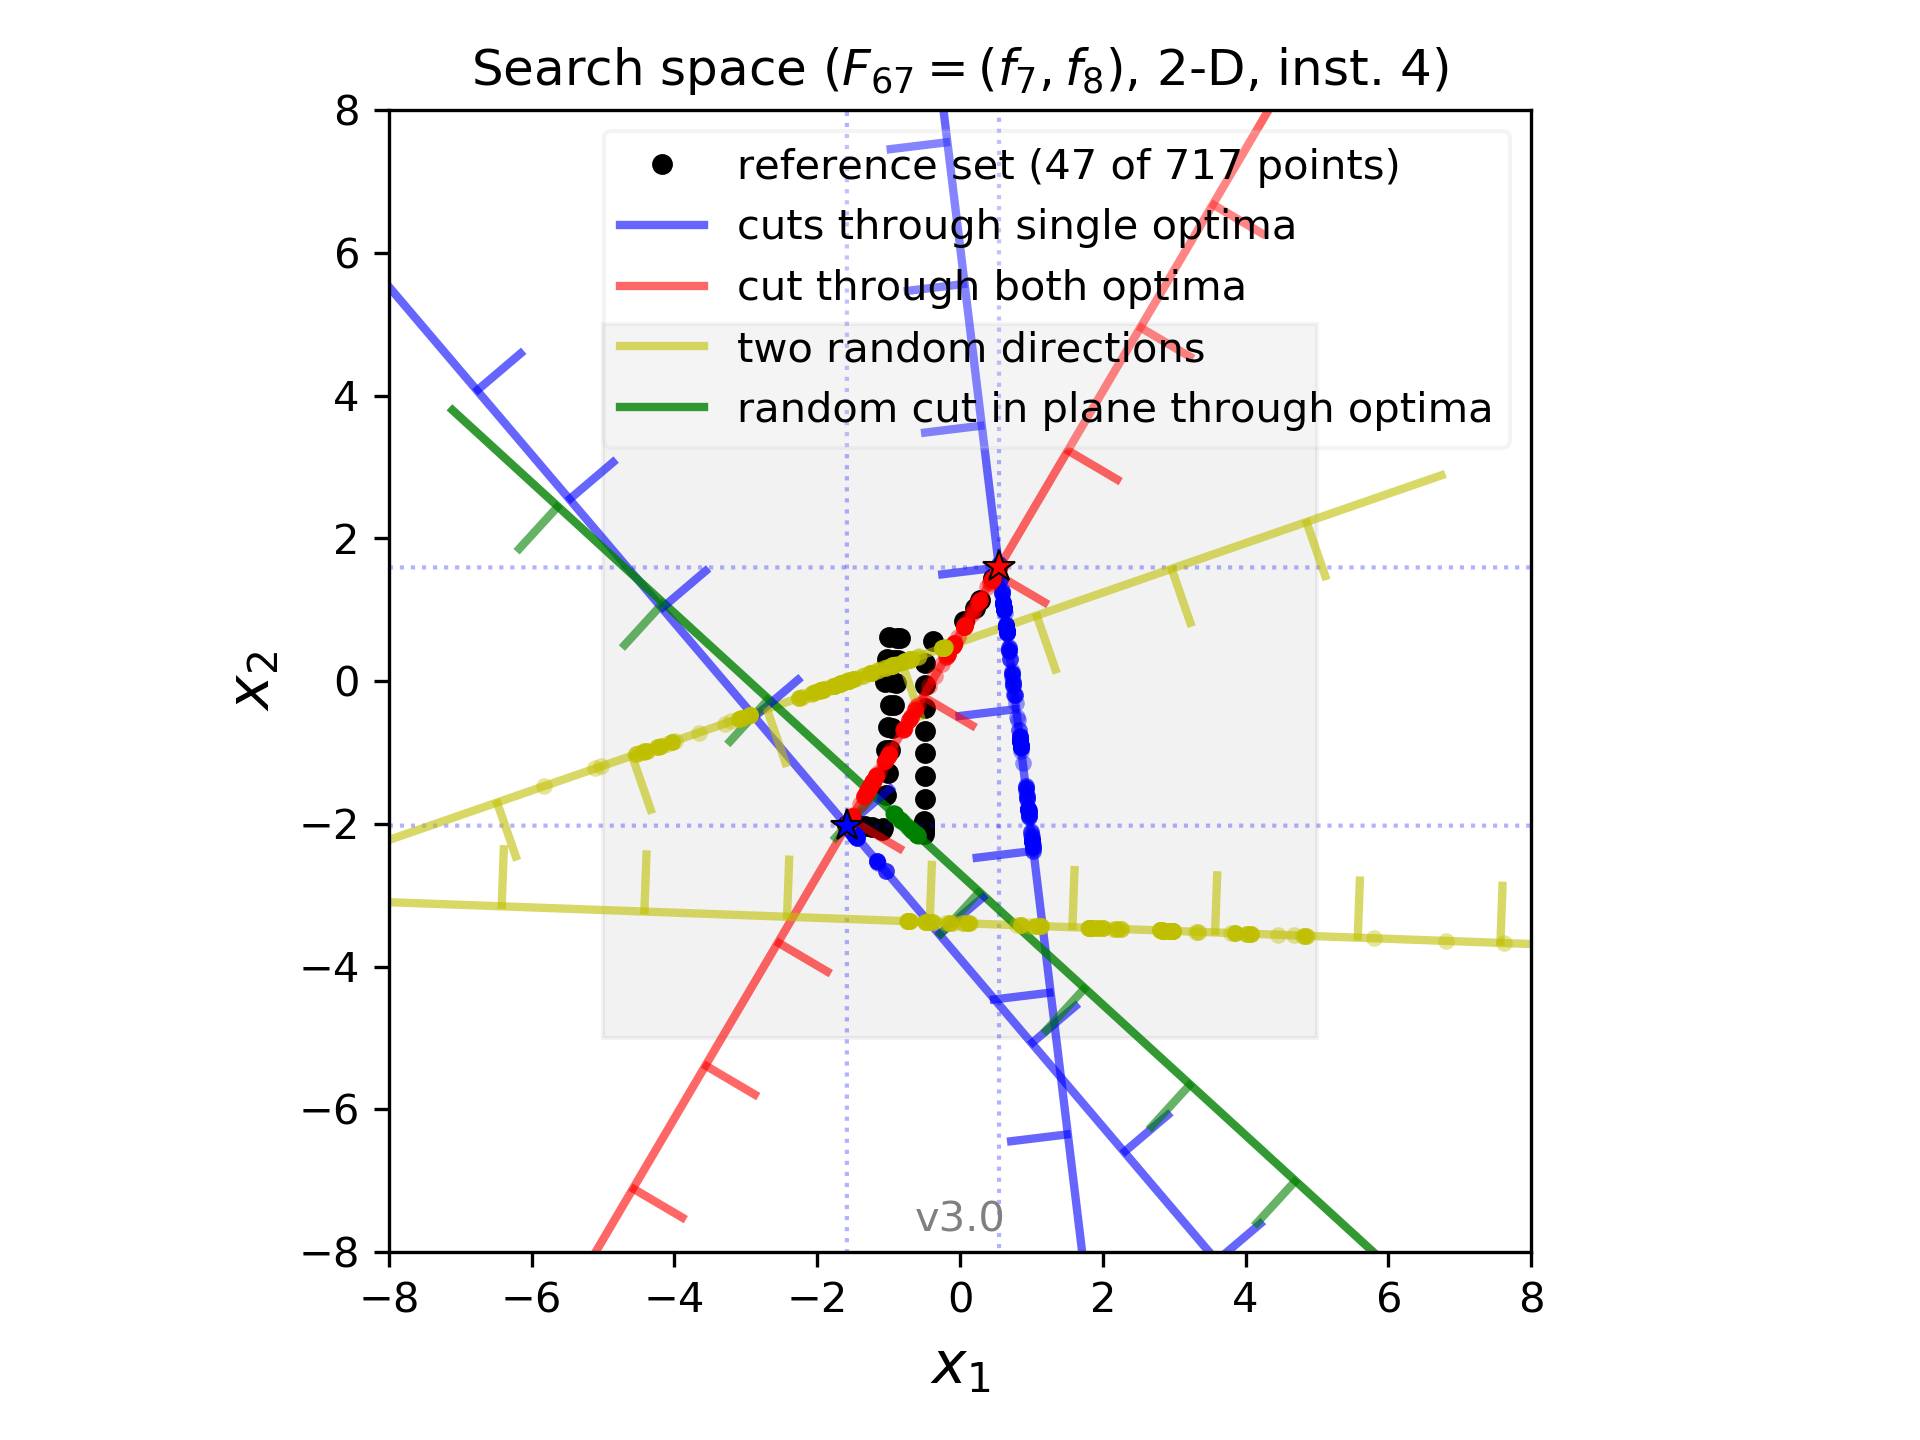 Search space (F67 = (f7, f8), 2-D, inst. 4)
reference set (47 of 717 points)
cuts through single optima
cut through both optima
two random directions
random cut in plane through optima
8
6
4
2
0
−2
−4
−6
−8
x2
v3.0
−8 −6 −4 −2 0 2 4 6 8
x1